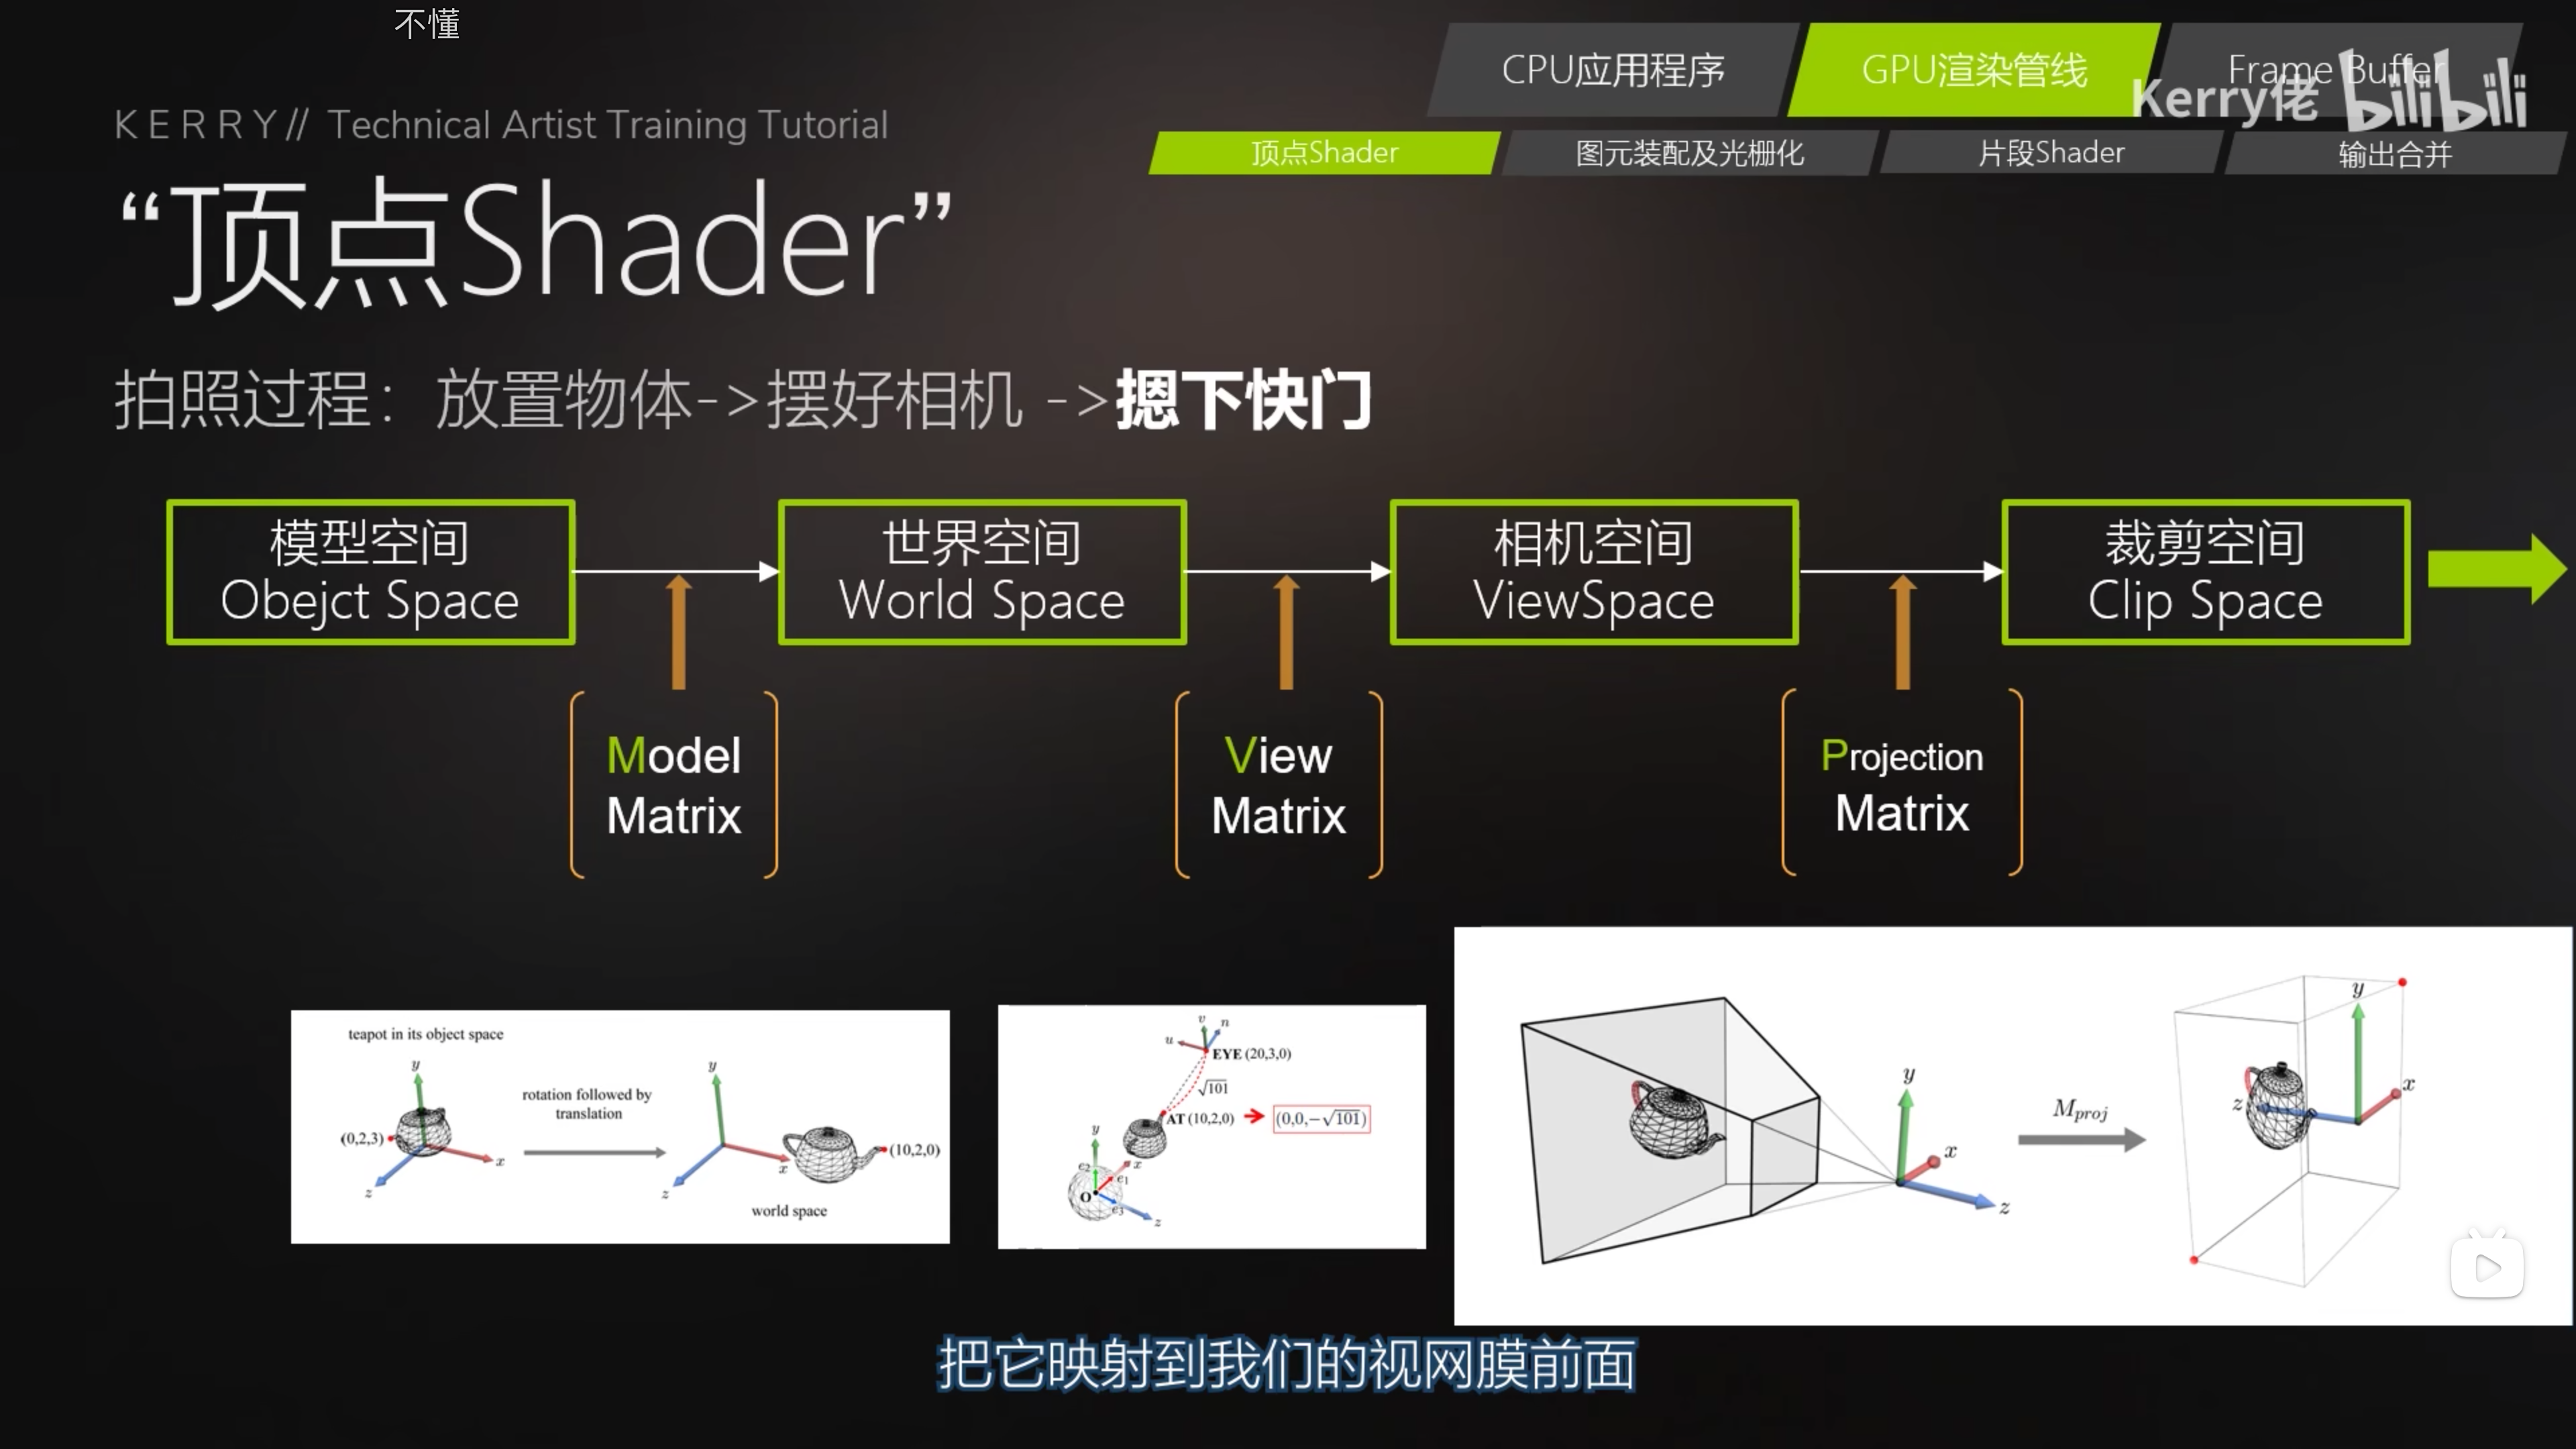 不懂
CPU应用程序
GPU渲染管线
Frame Buffer
Kerry佬 bilibili
KERRY// Technical Artist Training Tutorial
顶点Shader
图元装配及光栅化
片段Shader
输出合并
“顶点Shader”
拍照过程：放置物体->摆好相机 ->摁下快门
模型空间
Obejct Space
世界空间
World Space
相机空间
ViewSpace
裁剪空间
Clip Space
Model
Matrix
View
Matrix
Projection
Matrix
teapot in its object space
y
(0,2,3)
x
z
rotation followed by
translation
y
x
z
(10,2,0)
world space
v
n
u
EYE (20,3,0)
√101
AT (10,2,0)
(0,0,−√101)
y
x
e2
e1
O
e3
z
y
x
z
Mproj
y
x
z
把它映射到我们的视网膜前面